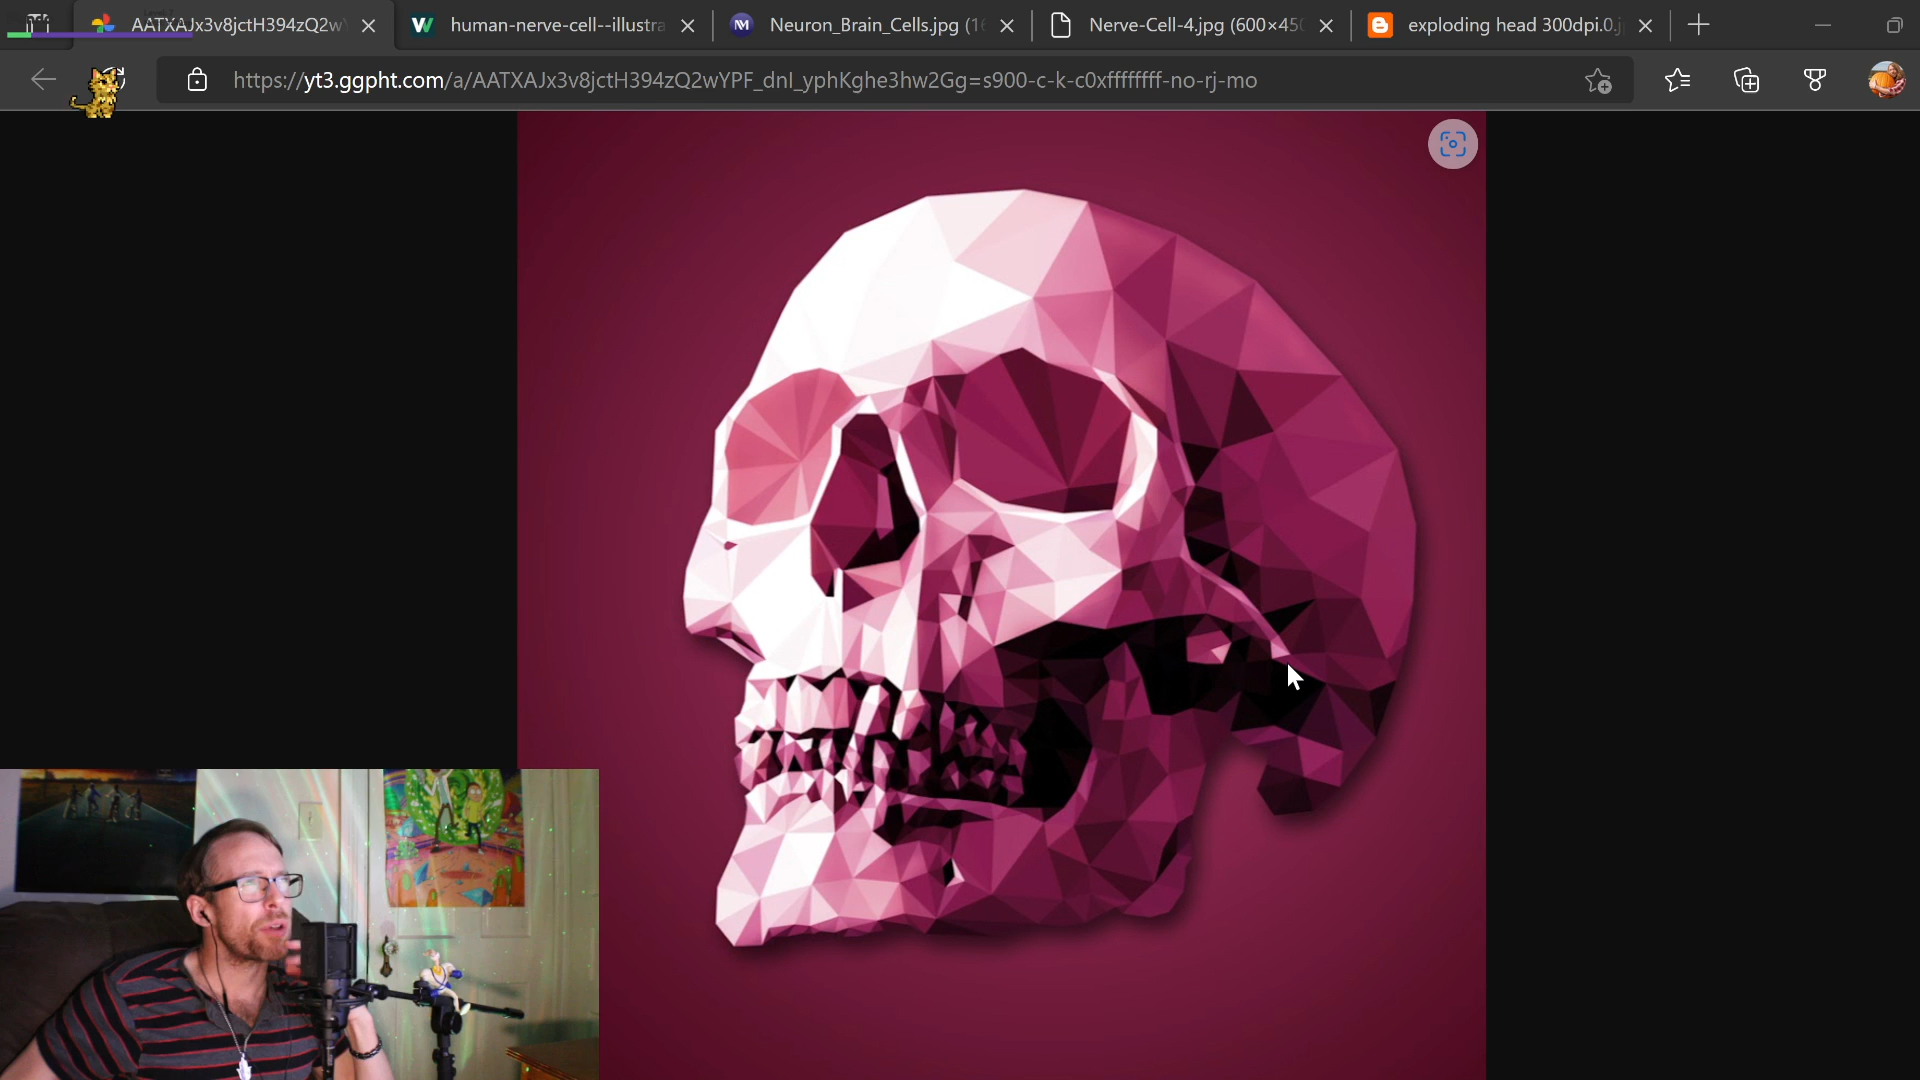 AATXAJx3v8jctH394zQ2w
human-nerve-cell--illustra
Neuron_Brain_Cells.jpg (1
Nerve-Cell-4.jpg (600×45
exploding head 300dpi.0.j
https://yt3.ggpht.com/a/AATXAJx3v8jctH394zQ2wYPF_dnI_yphKghe3hw2Gg=s900-c-k-c0xffffffff-no-rj-mo